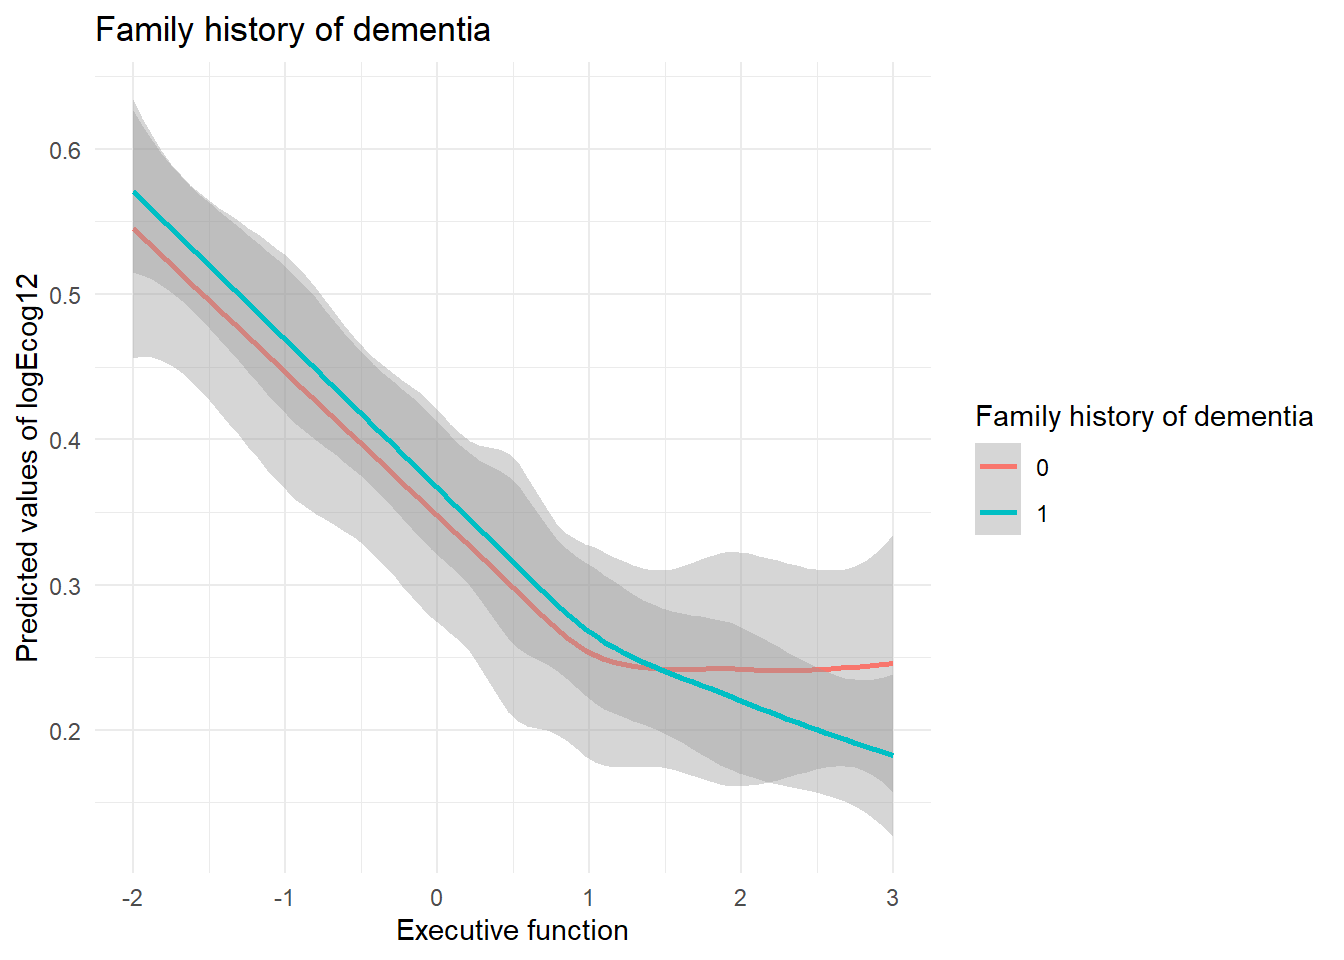 Family history of dementia
Predicted values of logEcog12
0.6
0.5
0.4
0.3
0.2
-2 -1 0 1 2 3
Executive function
Family history of dementia
0
1